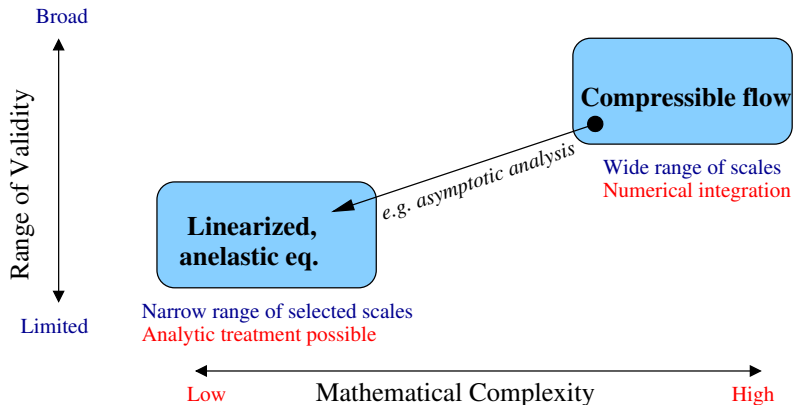 Broad
Compressible flow
Range of Validity
e.g. asymptotic analysis
Wide range of scales
Numerical integration
Linearized,
anelastic eq.
Narrow range of selected scales
Analytic treatment possible
Limited
Low
Mathematical Complexity
High